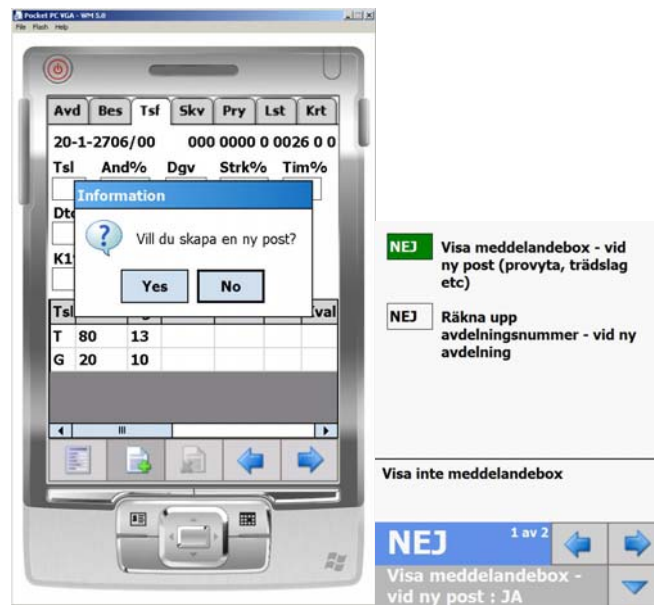 Pocket PC VGA - WM 5.0
File Flash Help
Avd Bes Tsf Skv Pry Lst Krt
20-1-2706/00 000 0000 0 0026 0 0
Tsl And% Dgv Strk% Tim%
Information
Vill du skapa en ny post?
Yes No
T 80 13
G 20 10
NEJ Visa meddelandebox - vid
ny post (provyta, trädslag
etc)
NEJ Räkna upp
avdelningsnummer - vid ny
avdelning
Visa inte meddelandebox
NEJ 1 av 2
Visa meddelandebox -
vid ny post : JA